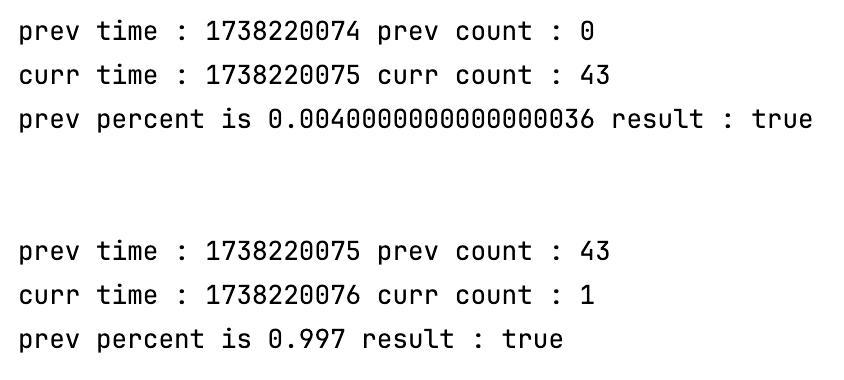 prev time : 1738220074 prev count : 0
curr time : 1738220075 curr count : 43
prev percent is 0.0040000000000000036 result : true
prev time : 1738220075 prev count : 43
curr time : 1738220076 curr count : 1
prev percent is 0.997 result : true